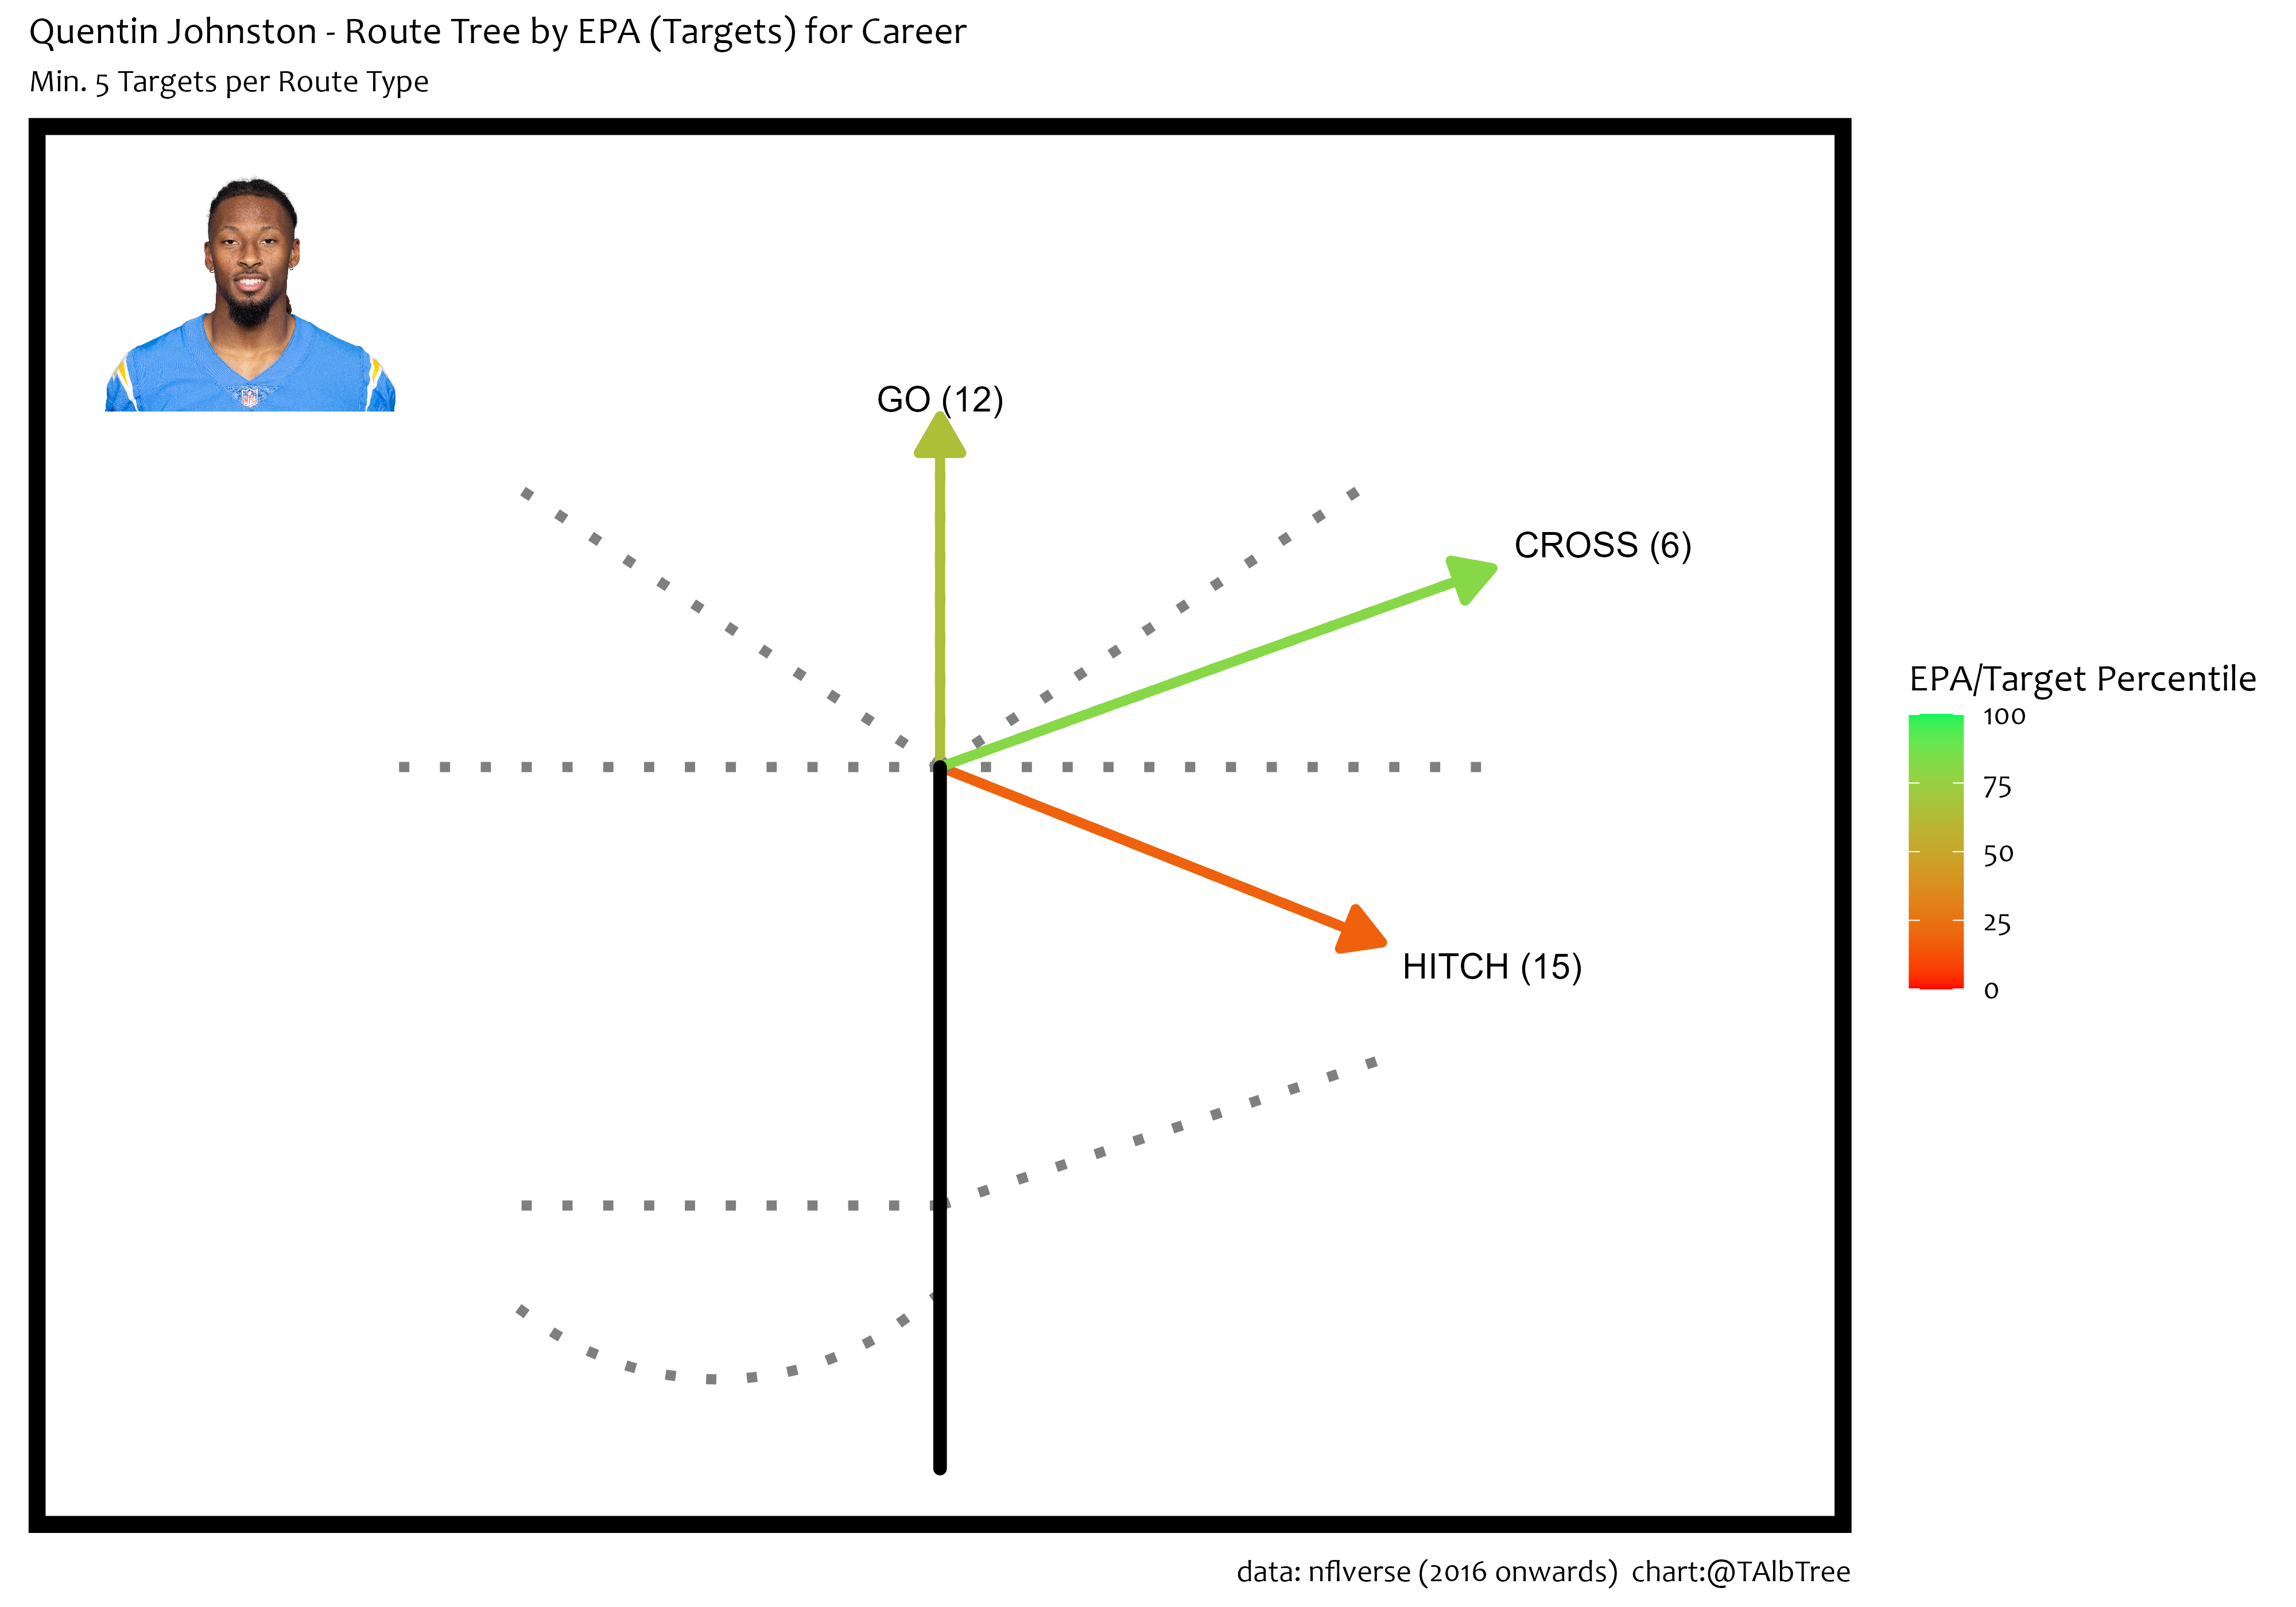 Quentin Johnston - Route Tree by EPA (Targets) for Career
Min. 5 Targets per Route Type
GO (12)
CROSS (6)
HITCH (15)
EPA/Target Percentile
100
75
50
25
0
data: nflverse (2016 onwards) chart:@TAlbTree